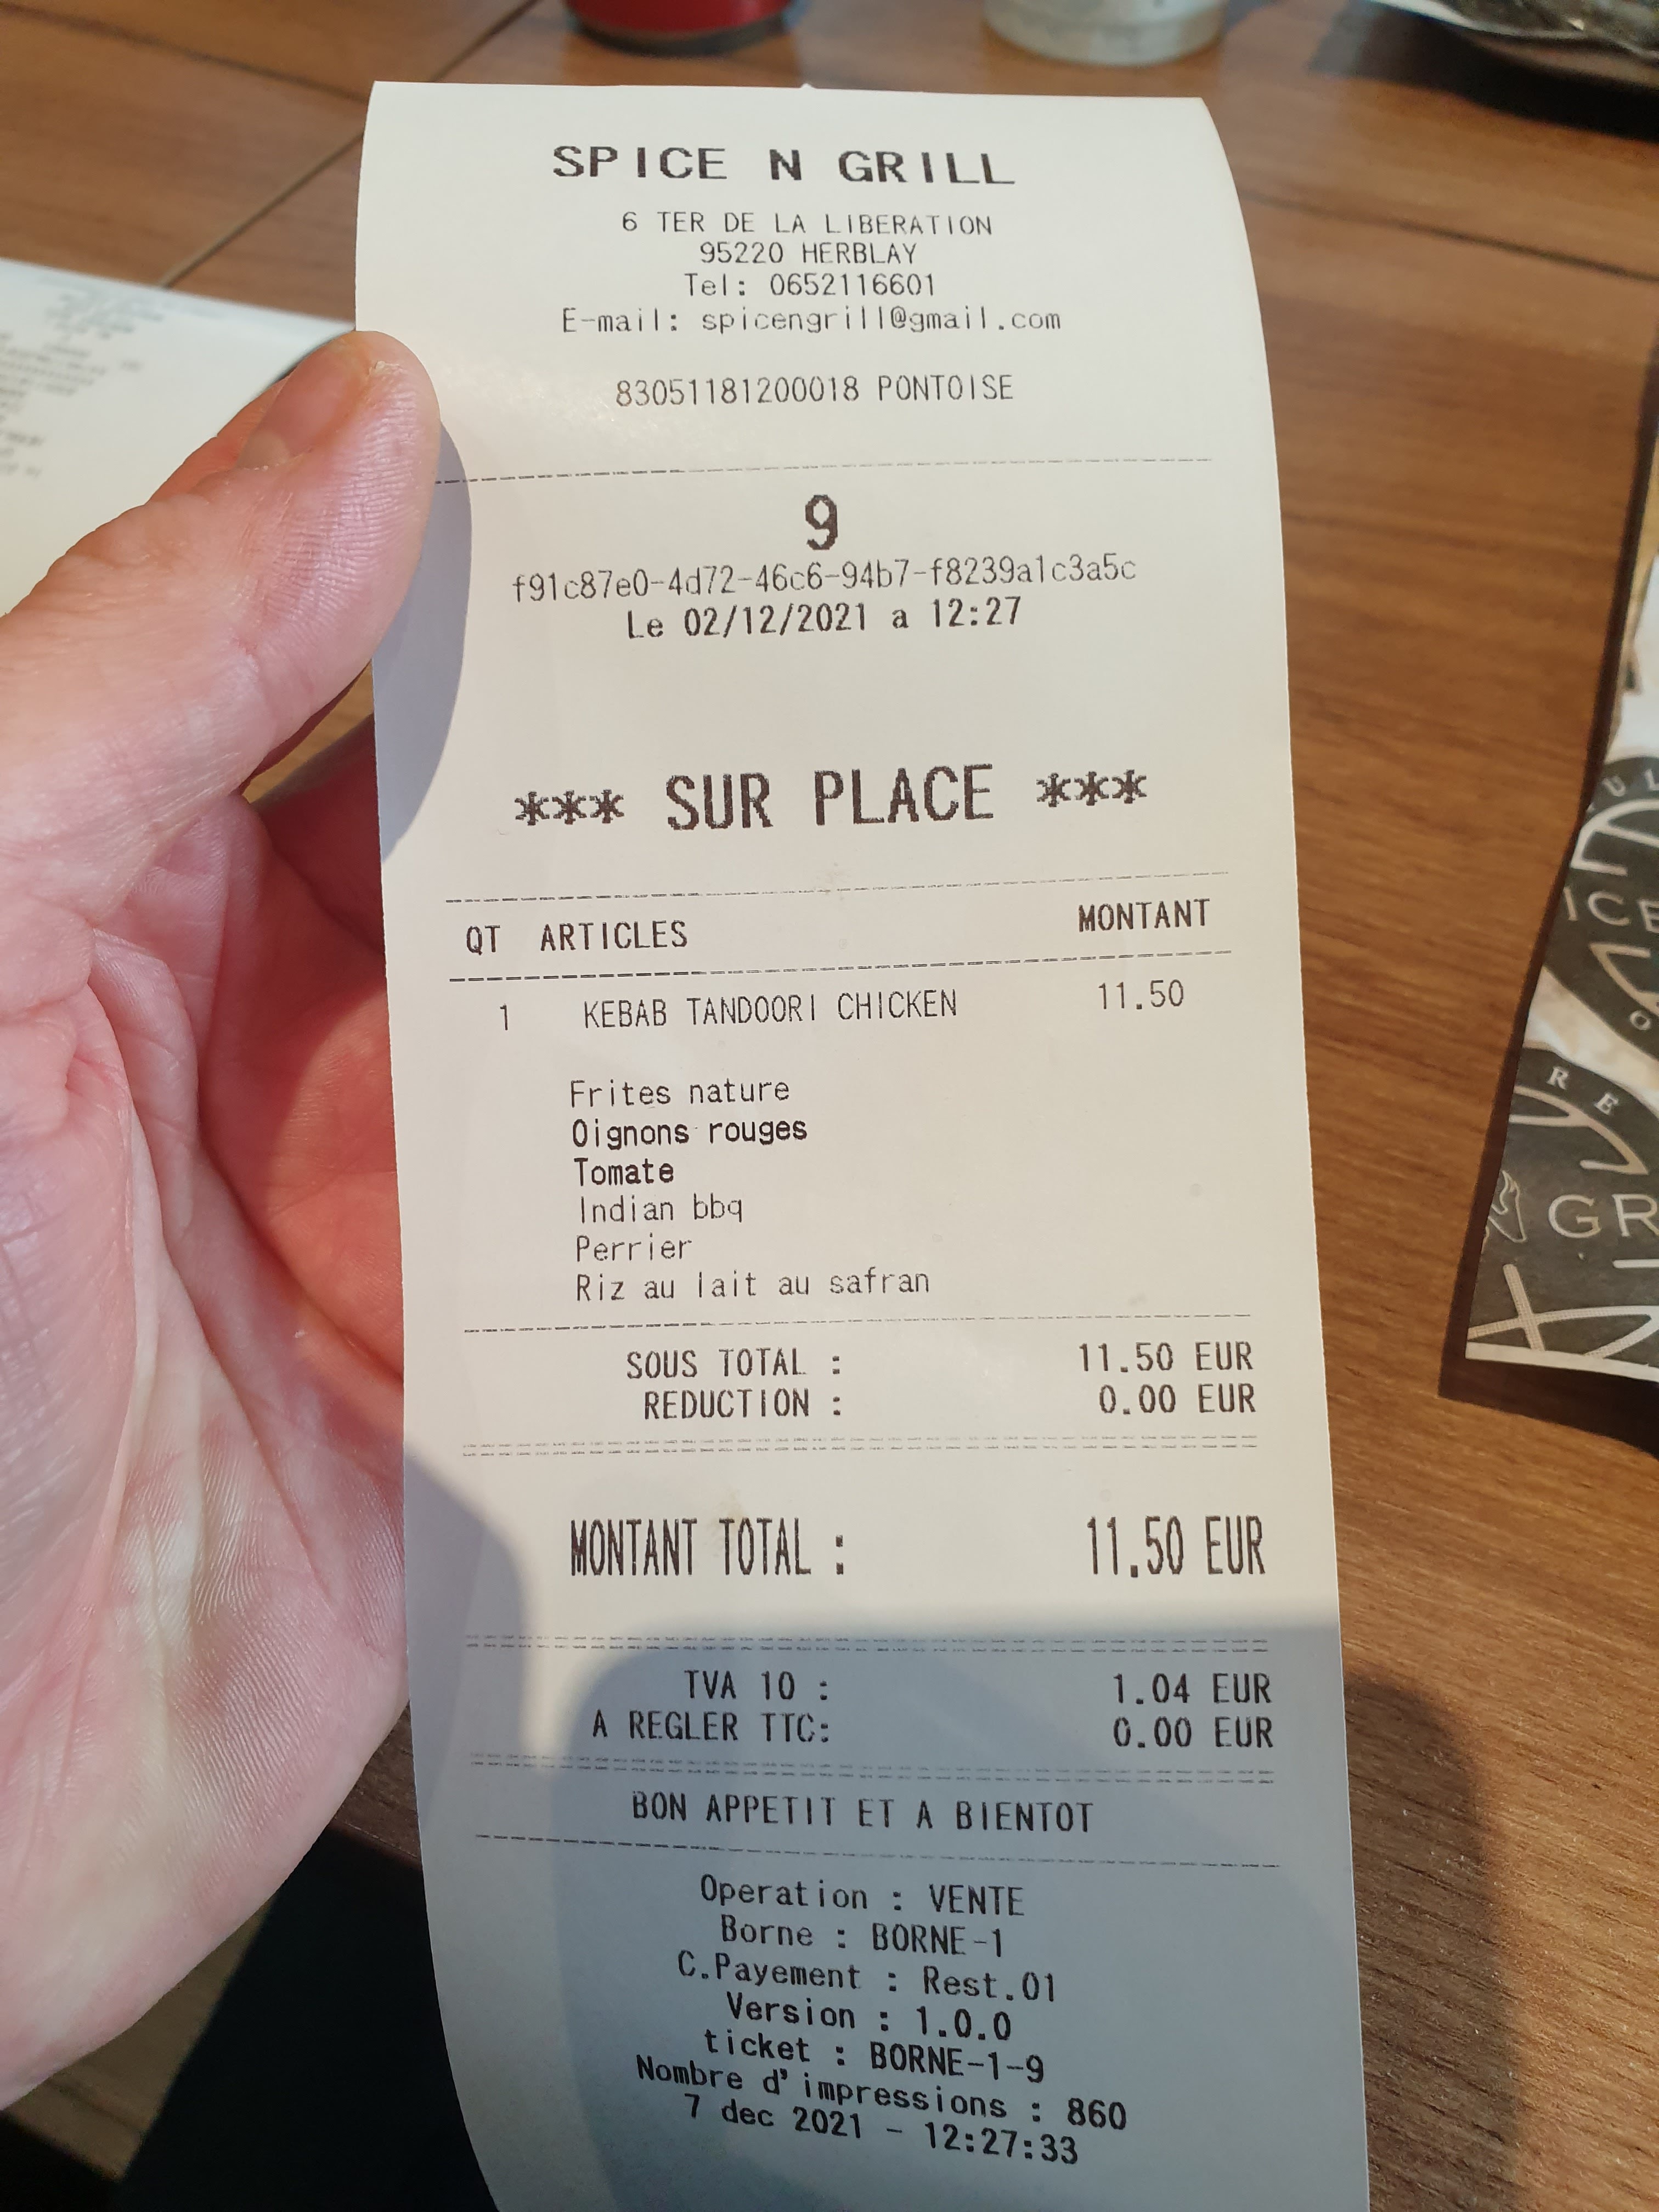 SPICE N GRILL
6 TER DE LA LIBERATION
95220 HERBLAY
Tel: 0652116601
E-mail: spicengrill@gmail.com
83051181200018 PONTOISE
9
f91c87e0-4d72-46c6-94b7-f8239a1c3a5c
Le 02/12/2021 a 12:27
*** SUR PLACE ***
QT ARTICLES MONTANT
1 KEBAB TANDOORI CHICKEN 11.50
Frites nature
Oignons rouges
Tomate
Indian bbq
Perrier
Riz au lait au safran
SOUS TOTAL : 11.50 EUR
REDUCTION : 0.00 EUR
MONTANT TOTAL : 11.50 EUR
TVA 10 : 1.04 EUR
A REGLER TTC: 0.00 EUR
BON APPETIT ET A BIENTOT
Operation : VENTE
Borne : BORNE-1
C.Payement : Rest.01
Version : 1.0.0
ticket : BORNE-1-9
Nombre d'impressions : 860
7 dec 2021 - 12:27:33